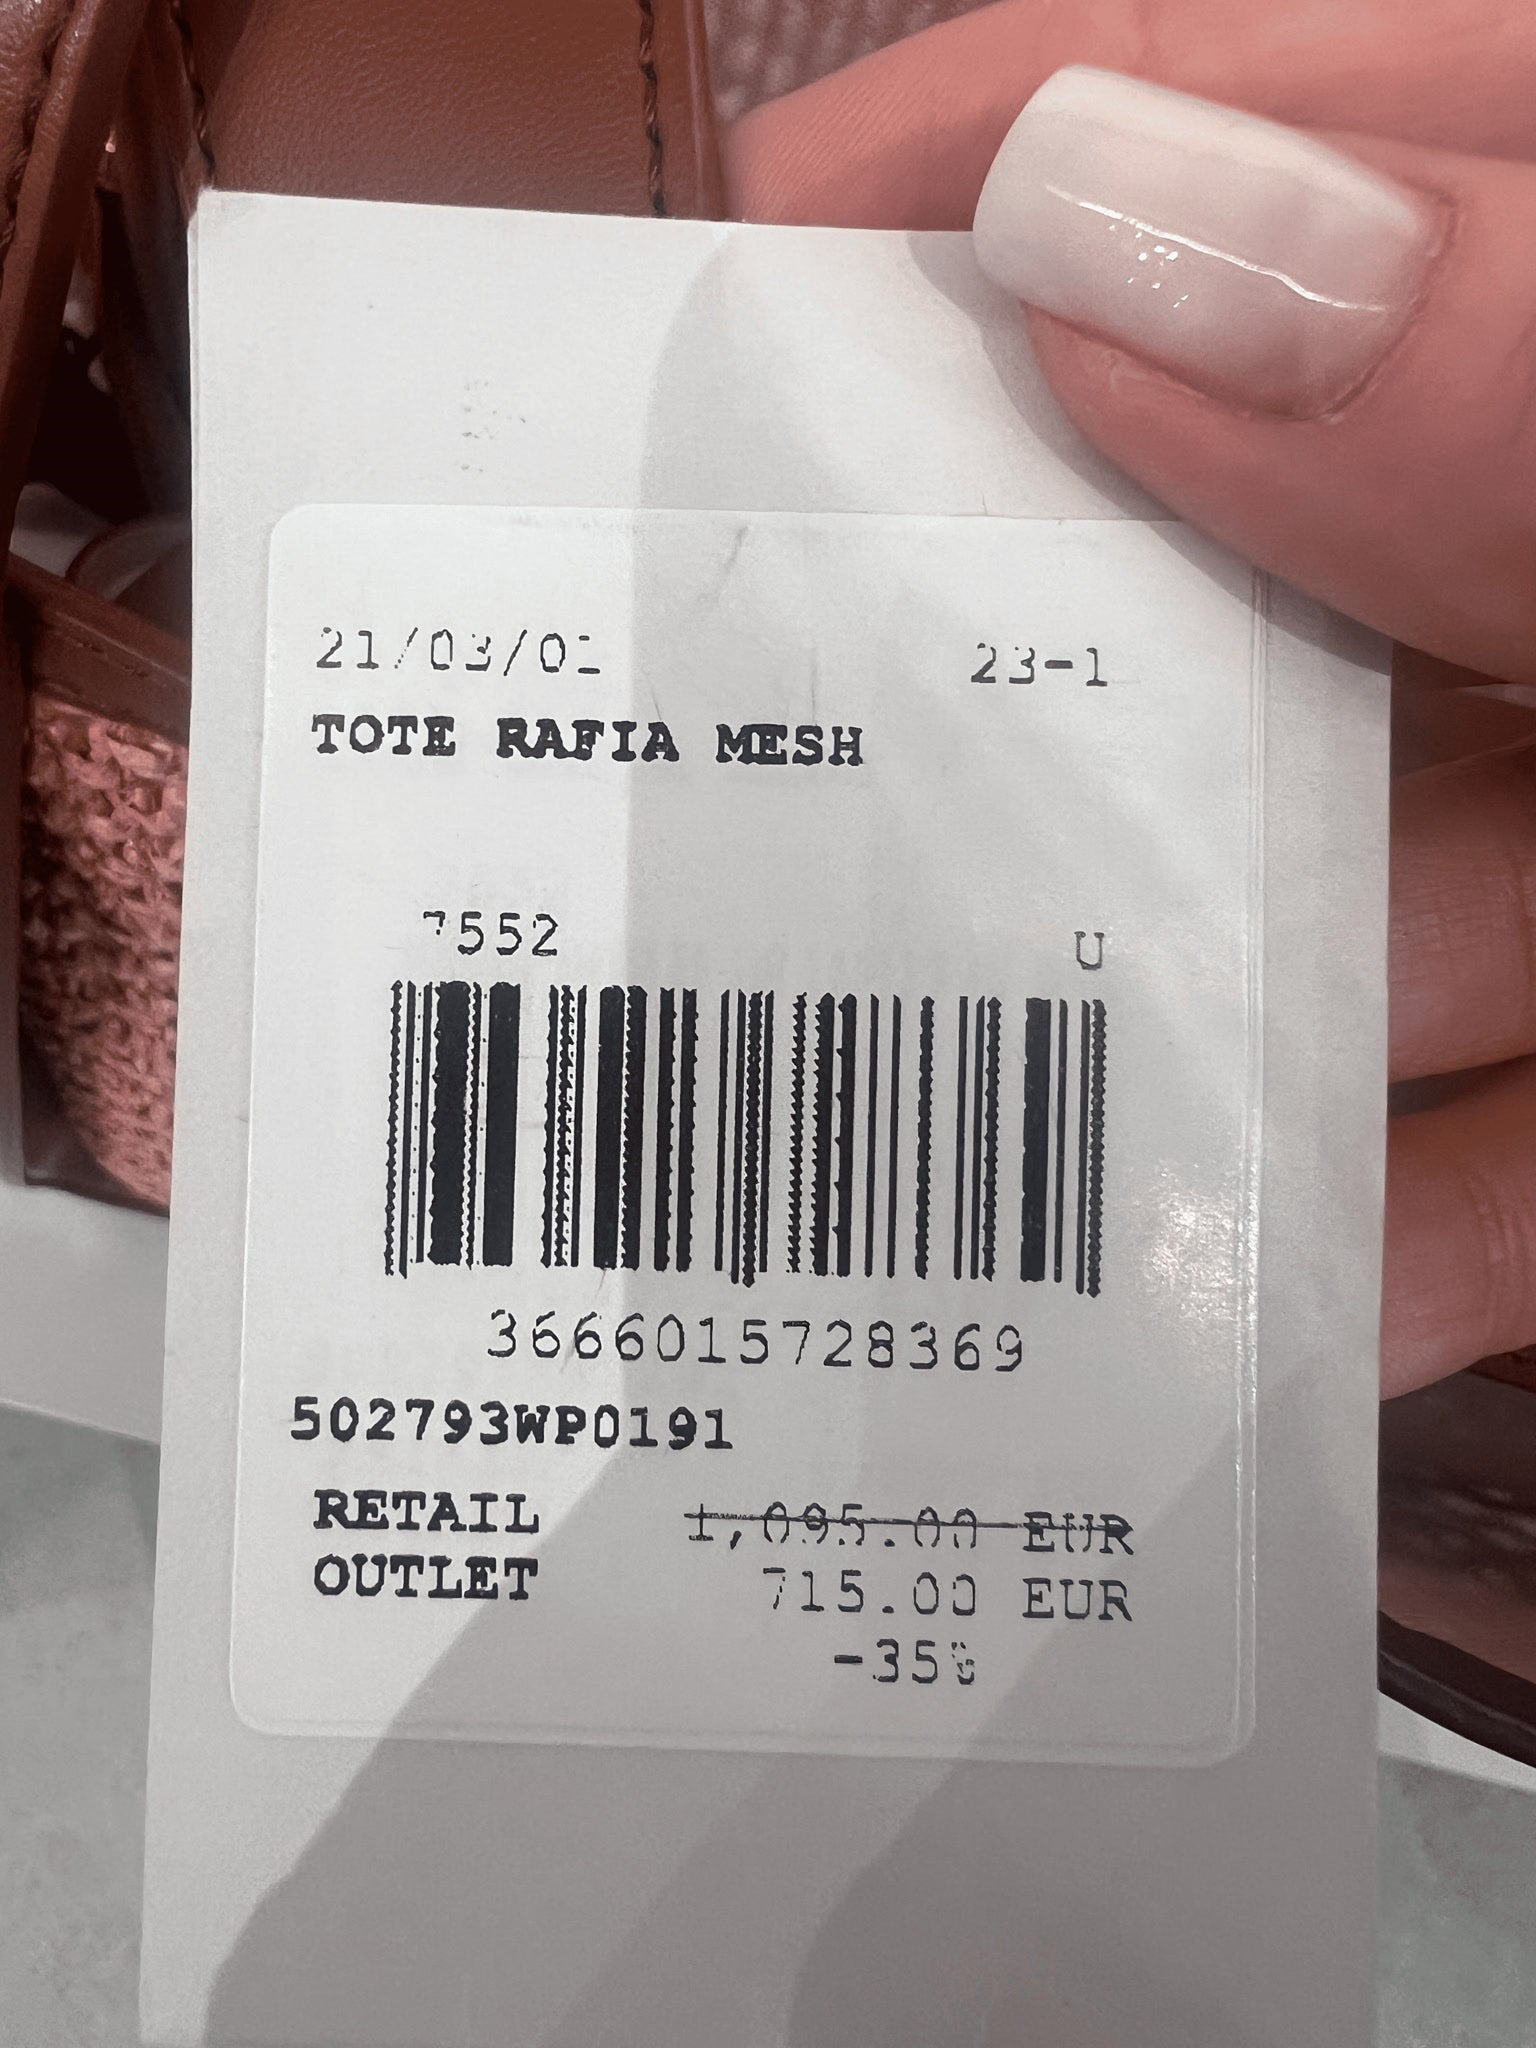 21/03/01 23-1
TOTE RAFIA MESH
7552 U
3666015728369
502793WP0191
RETAIL 1,095.00 EUR
OUTLET 715.00 EUR
-35%